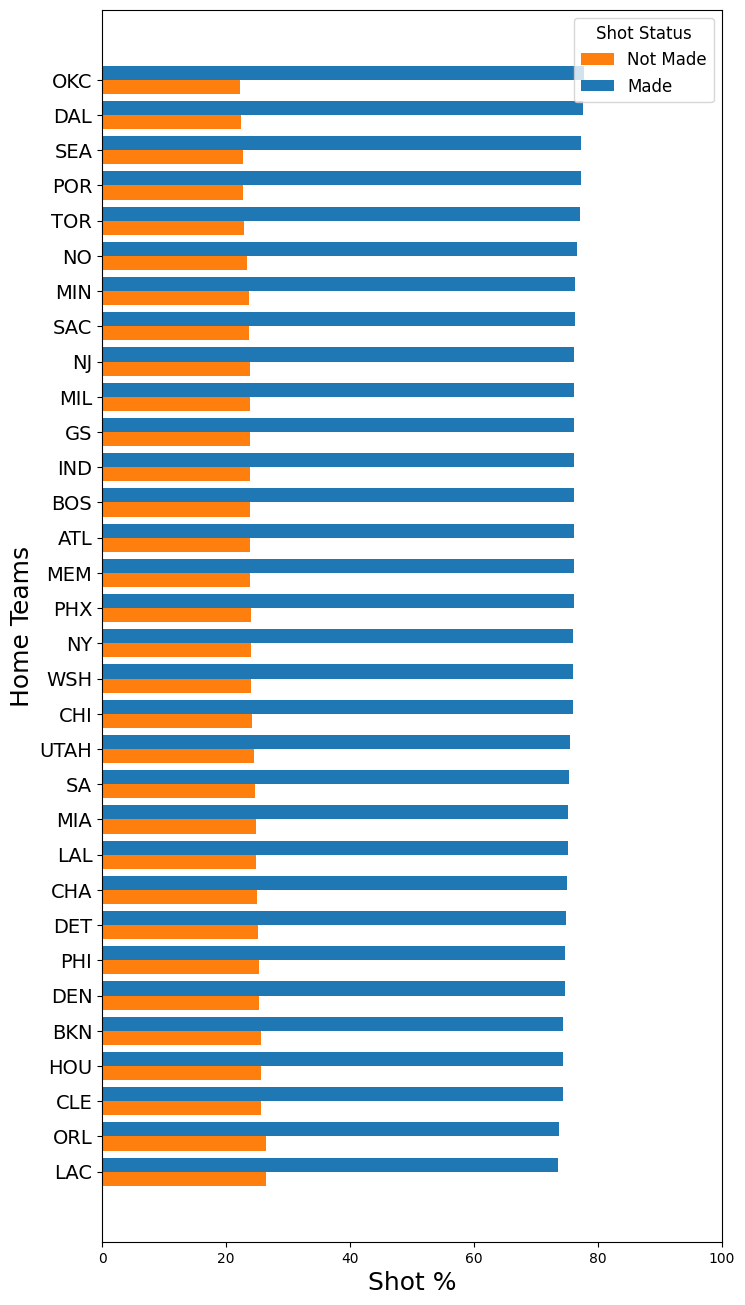 Shot Status
Not Made
Made
OKC
DAL
SEA
POR
TOR
NO
MIN
SAC
NJ
MIL
GS
IND
BOS
ATL
MEM
PHX
NY
WSH
CHI
UTAH
SA
MIA
LAL
CHA
DET
PHI
DEN
BKN
HOU
CLE
ORL
LAC
Home Teams
0 20 40 60 80 100
Shot %